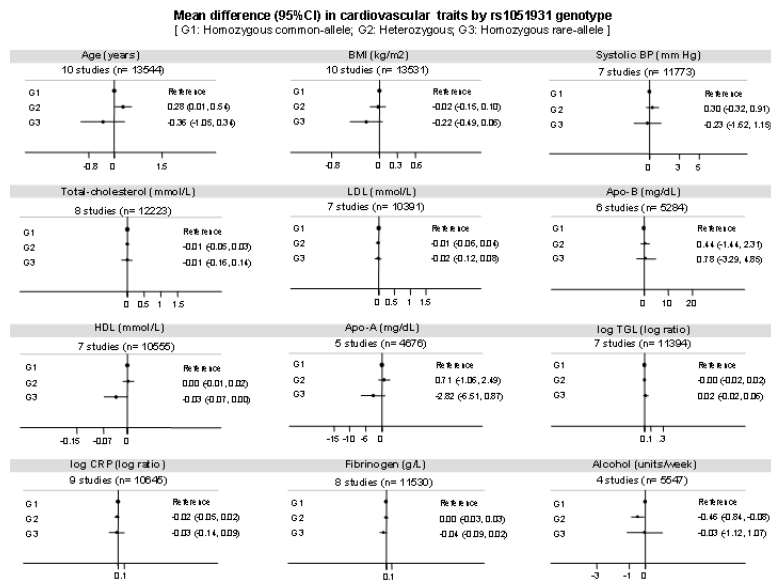 Mean difference (95%CI) in cardiovascular traits by rs1051931 genotype
[ G1: Homozygous common-allele; G2: Heterozygous; G3: Homozygous rare-allele ]
Age (years)
10 studies (n= 13544)
G1 Reference
G2 0.28 (0.01, 0.54)
G3 -0.36 (-1.05, 0.34)
-0.8 0 1.5
BMI (kg/m2)
10 studies (n= 13531)
G1 Reference
G2 -0.02 (-0.15, 0.10)
G3 -0.22 (-0.49, 0.06)
-0.8 0 0.3 0.6
Systolic BP (mm Hg)
7 studies (n= 11773)
G1 Reference
G2 0.30 (-0.32, 0.91)
G3 -0.23 (-1.62, 1.16)
0 3 5
Total-cholesterol (mmol/L)
8 studies (n= 12223)
G1 Reference
G2 -0.01 (-0.05, 0.03)
G3 -0.01 (-0.16, 0.14)
0 0.5 1 1.5
LDL (mmol/L)
7 studies (n= 10391)
G1 Reference
G2 -0.01 (-0.06, 0.04)
G3 -0.02 (-0.12, 0.08)
0 0.5 1 1.5
Apo-B (mg/dL)
6 studies (n= 5284)
G1 Reference
G2 0.44 (-1.44, 2.31)
G3 0.78 (-3.29, 4.85)
0 10 20
HDL (mmol/L)
7 studies (n= 10555)
G1 Reference
G2 0.00 (-0.01, 0.02)
G3 -0.03 (-0.07, 0.00)
-0.15 -0.07 0
Apo-A (mg/dL)
5 studies (n= 4676)
G1 Reference
G2 0.71 (-1.06, 2.49)
G3 -2.82 (-6.51, 0.87)
-15 -10 -5 0
log TGL (log ratio)
7 studies (n= 11394)
G1 Reference
G2 -0.00 (-0.02, 0.02)
G3 0.02 (-0.02, 0.06)
0.1 .3
log CRP (log ratio)
9 studies (n= 10645)
G1 Reference
G2 -0.02 (-0.05, 0.02)
G3 -0.03 (-0.14, 0.09)
0.1
Fibrinogen (g/L)
8 studies (n= 11530)
G1 Reference
G2 0.00 (-0.03, 0.03)
G3 -0.04 (-0.09, 0.02)
0.1
Alcohol (units/week)
4 studies (n= 5547)
G1 Reference
G2 -0.46 (-0.84, -0.08)
G3 -0.03 (-1.12, 1.07)
-3 -1 0